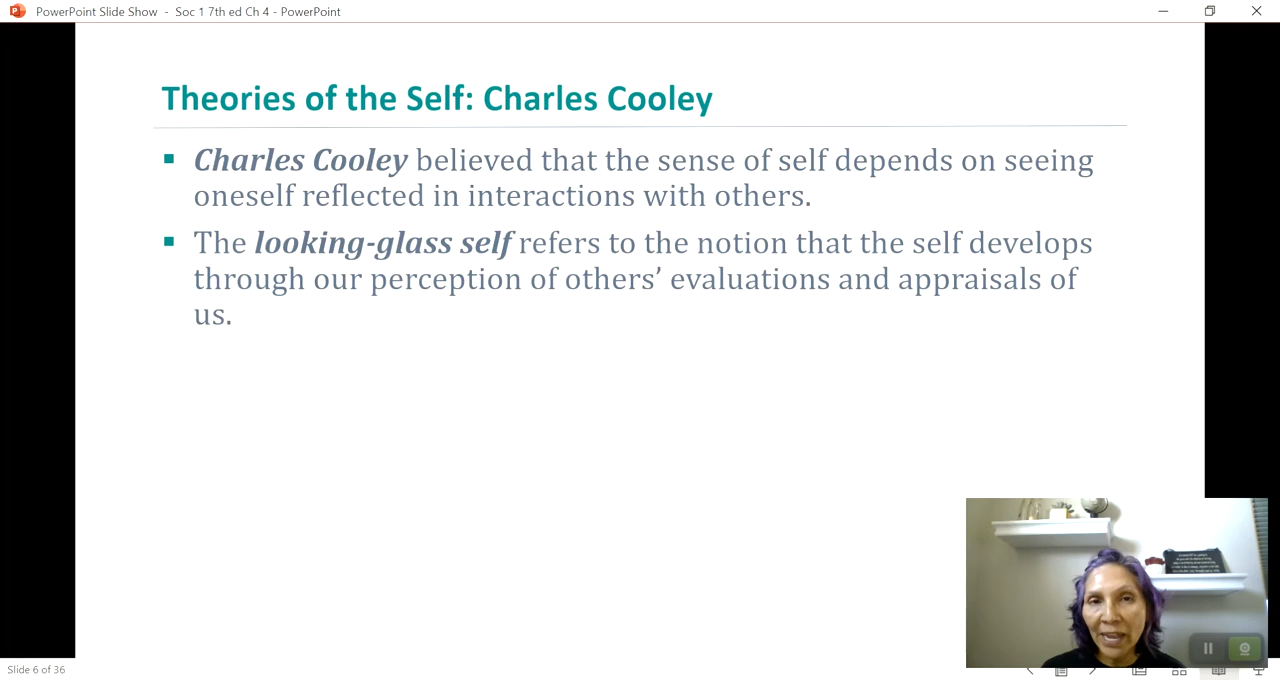 PowerPoint Slide Show - Soc 1 7th ed Ch 4 - PowerPoint
Theories of the Self: Charles Cooley
Charles Cooley believed that the sense of self depends on seeing
oneself reflected in interactions with others.
The looking-glass self refers to the notion that the self develops
through our perception of others’ evaluations and appraisals of
us.
Slide 6 of 36